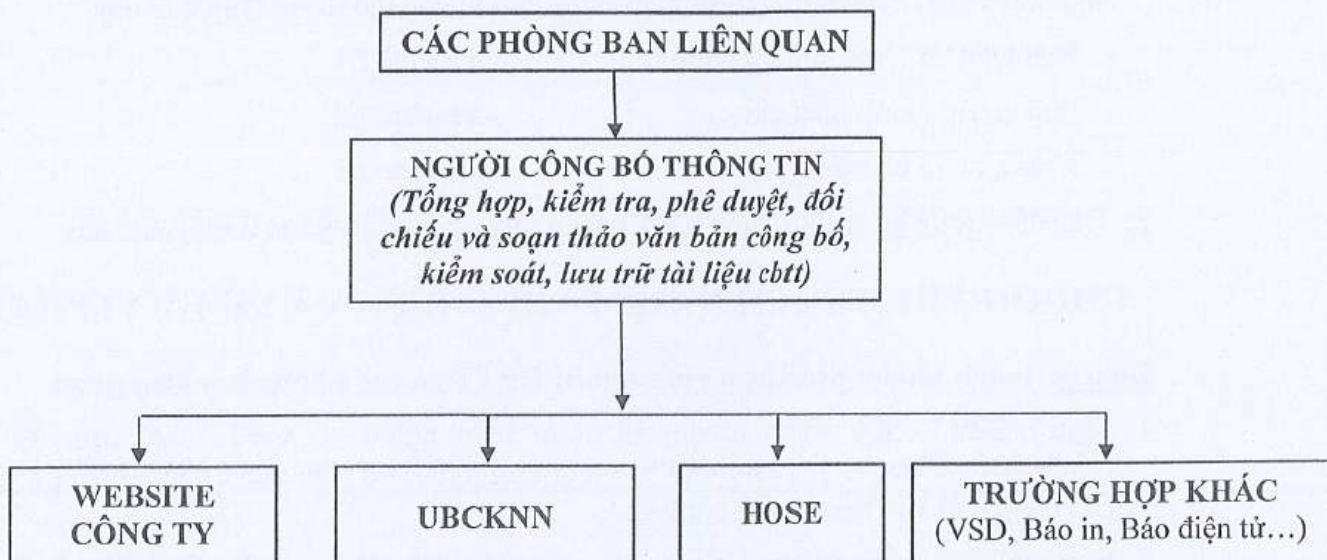 CÁC PHÒNG BAN LIÊN QUAN
NGƯỜI CÔNG BỐ THÔNG TIN
(Tổng hợp, kiểm tra, phê duyệt, đối
chiếu và soạn thảo văn bản công bố,
kiểm soát, lưu trữ tài liệu cbtt)
WEBSITE
CÔNG TY
UBCKNN
HOSE
TRƯỜNG HỢP KHÁC
(VSD, Báo in, Báo điện tử...)